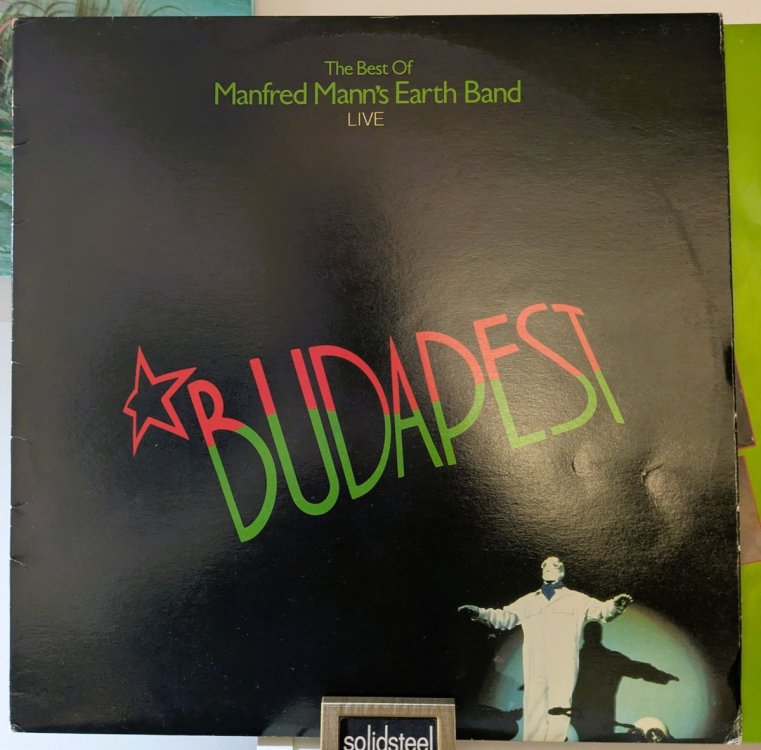 The Best Of
Manfred Mann's Earth Band
LIVE
BUDAPEST
solidsteel